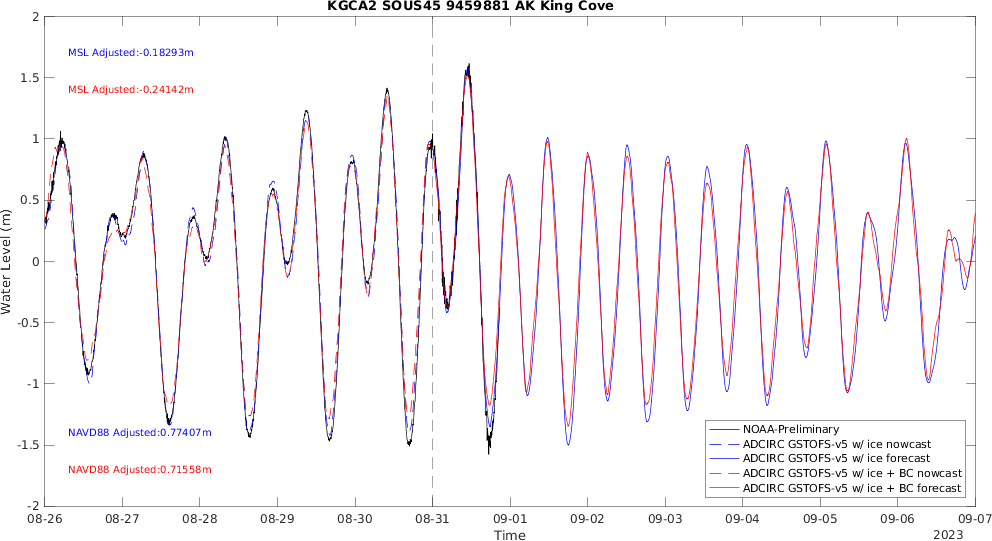 KGCA2 SOUS45 9459881 AK King Cove
MSL Adjusted:-0.18293m
MSL Adjusted:-0.24142m
NAVD88 Adjusted:0.77407m
NAVD88 Adjusted:0.71558m
Water Level (m)
2
1.5
1
0.5
0
-0.5
-1
-1.5
-2
NOAA-Preliminary
ADCIRC GSTOFS-v5 w/ ice nowcast
ADCIRC GSTOFS-v5 w/ ice forecast
ADCIRC GSTOFS-v5 w/ ice + BC nowcast
ADCIRC GSTOFS-v5 w/ ice + BC forecast
08-26 08-27 08-28 08-29 08-30 08-31 09-01 09-02 09-03 09-04 09-05 09-06 09-07
Time
2023